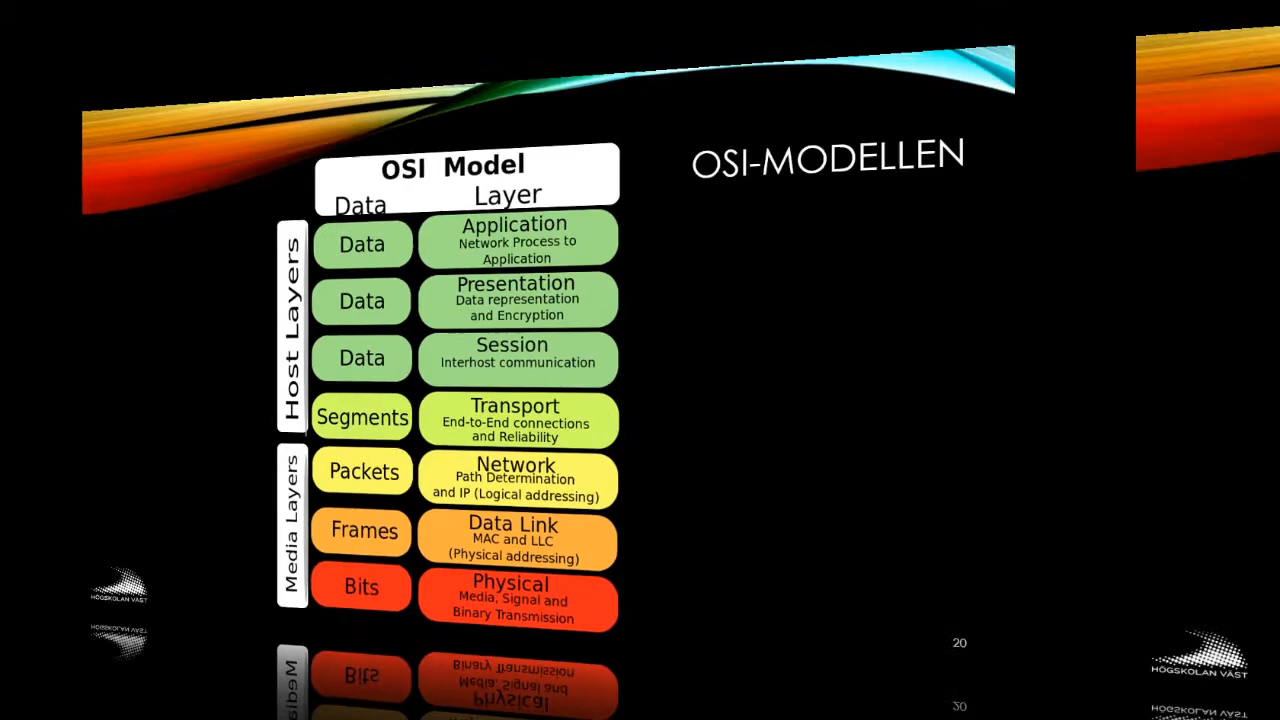 OSI-MODELLEN
OSI Model
Data
Layer
Host Layers
Data
Application
Network Process to
Application
Data
Presentation
Data representation
and Encryption
Data
Session
Interhost communication
Segments
Transport
End-to-End connections
and Reliability
Media Layers
Packets
Network
Path Determination
and IP (Logical addressing)
Frames
Data Link
MAC and LLC
(Physical addressing)
Bits
Physical
Media, Signal and
Binary Transmission
HÖGSKOLAN VÄST
20
HÖGSKOLAN VÄST